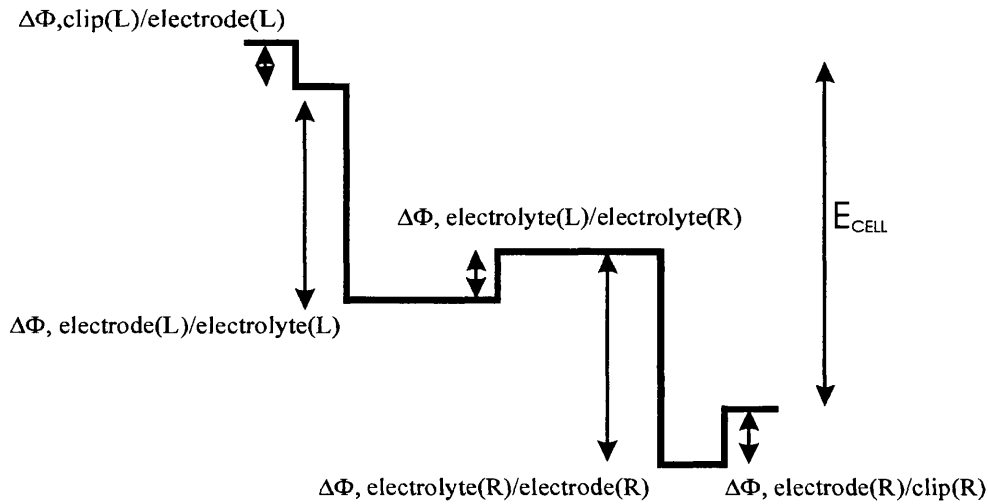 ΔΦ,clip(L)/electrode(L)
ΔΦ, electrolyte(L)/electrolyte(R)
E_CELL
ΔΦ, electrode(L)/electrolyte(L)
ΔΦ, electrolyte(R)/electrode(R)
ΔΦ, electrode(R)/clip(R)